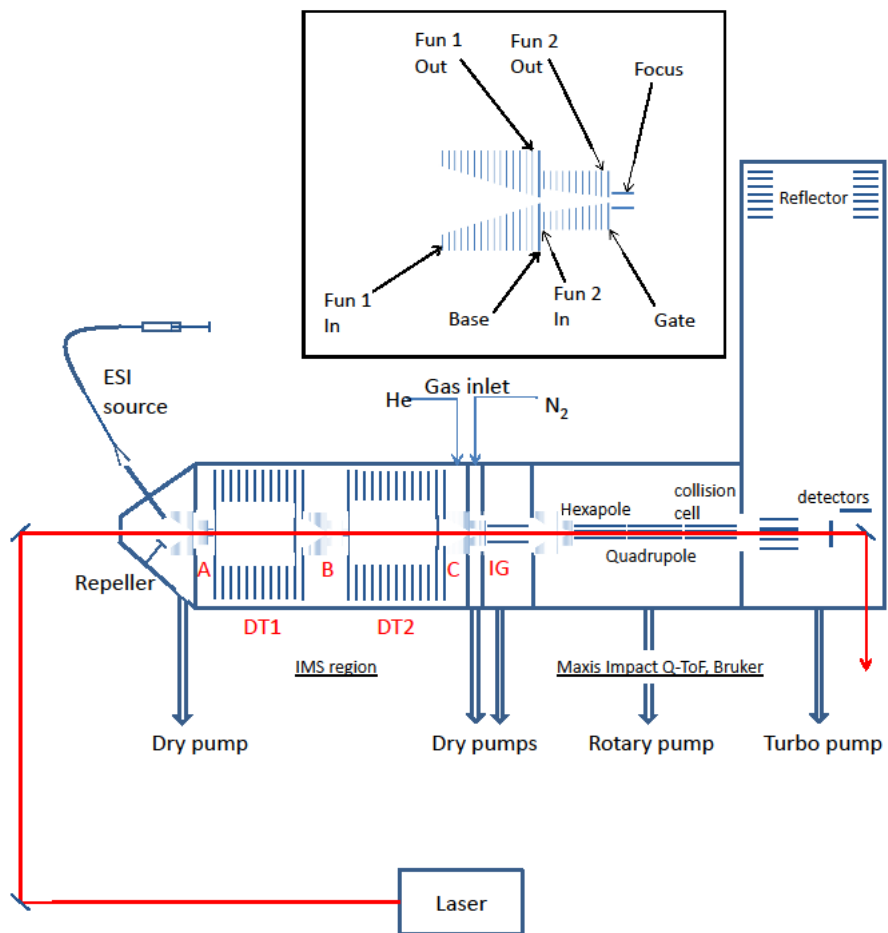 Fun 1
Out
Fun 2
Out
Focus
Fun 1
In
Base
Fun 2
In
Gate
Reflector
ESI
source
Gas inlet
He
N2
Hexapole
collision
cell
detectors
Quadrupole
Repeller
A
B
C
IG
DT1
DT2
IMS region
Maxis Impact Q-ToF, Bruker
Dry pump
Dry pumps
Rotary pump
Turbo pump
Laser